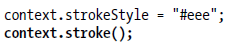 context.strokeStyle = "#eee";
context.stroke();